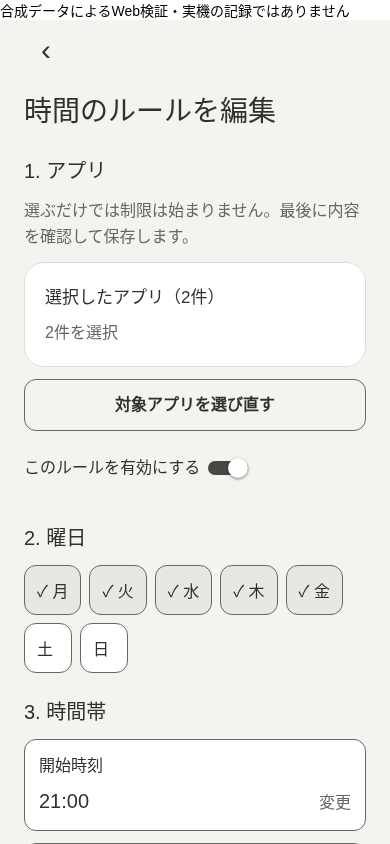 合成データによるWeb検証・実機の記録ではありません
‹
時間のルールを編集
1. アプリ
選ぶだけでは制限は始まりません。最後に内容
を確認して保存します。
選択したアプリ（2件）
2件を選択
対象アプリを選び直す
このルールを有効にする
2. 曜日
✓ 月 ✓ 火 ✓ 水 ✓ 木 ✓ 金
土 日
3. 時間帯
開始時刻
21:00 変更